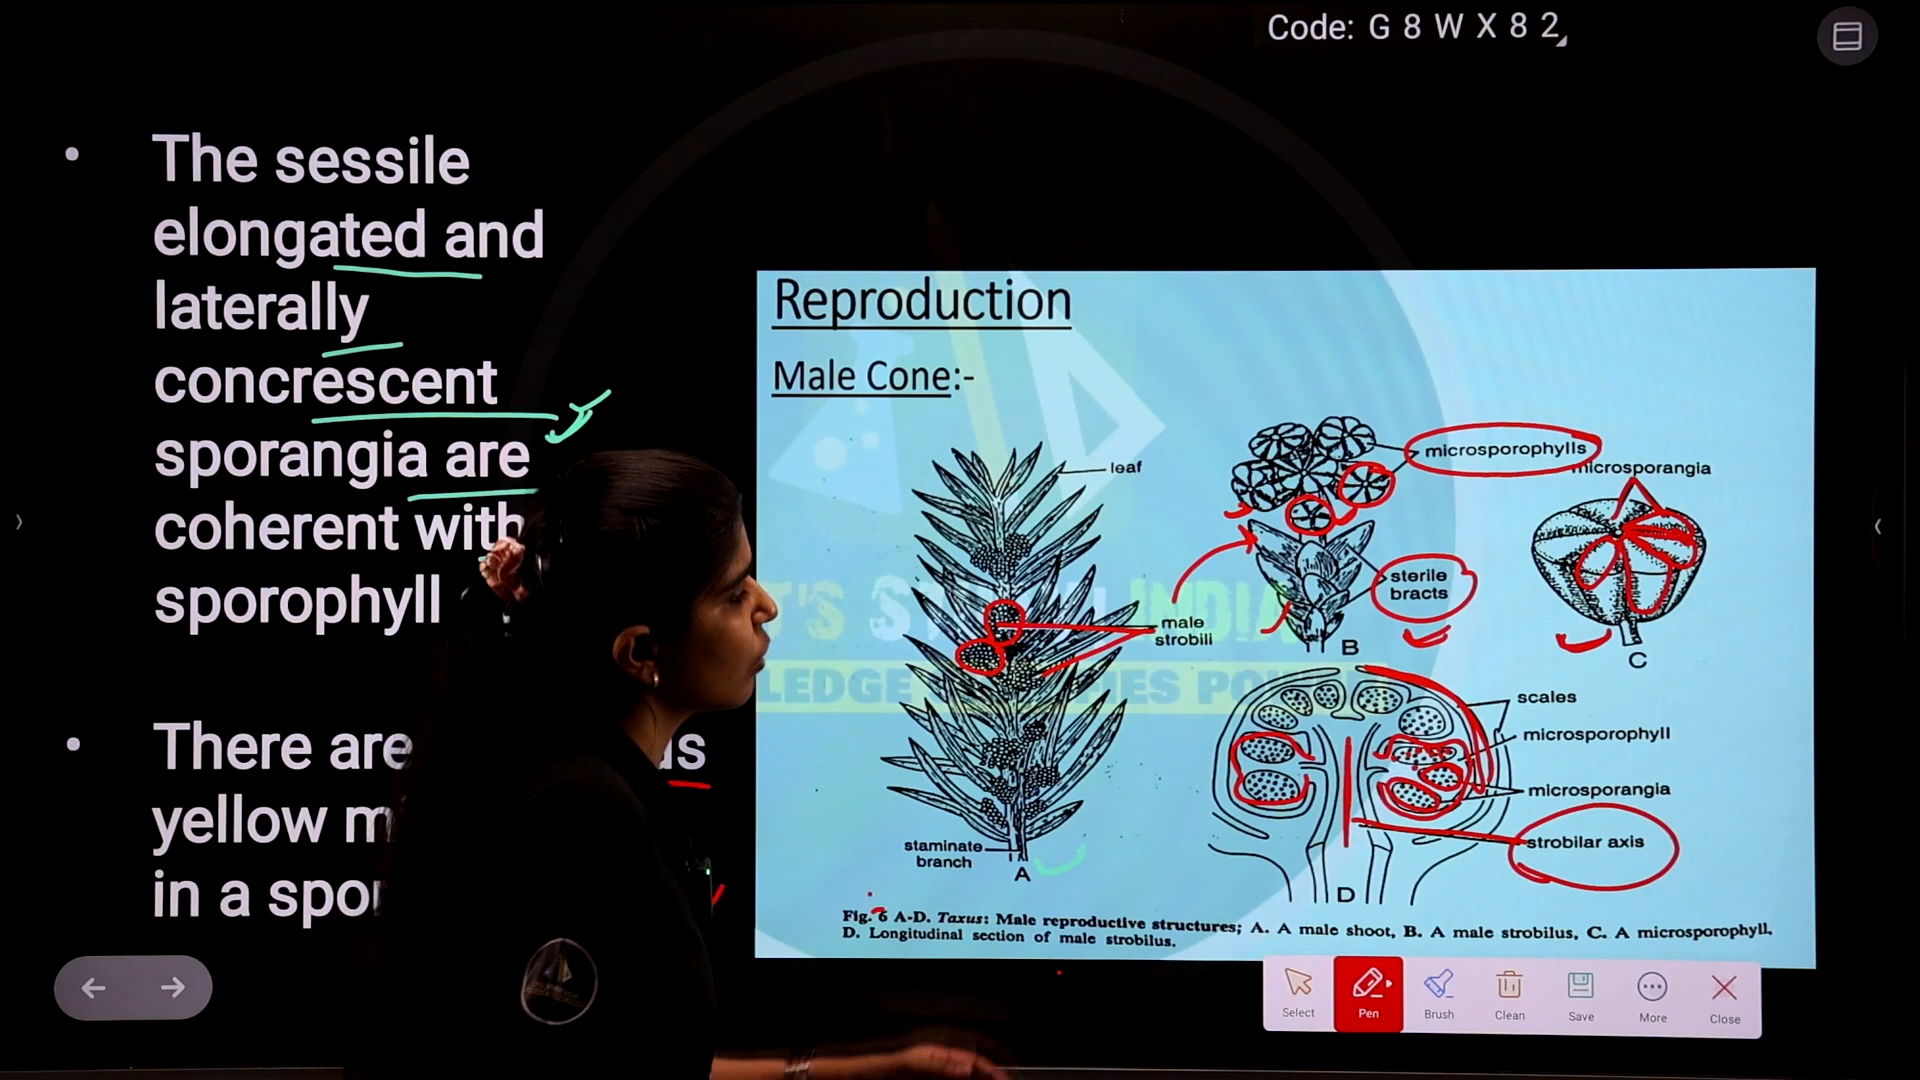 Code: G 8 W X 8 2
• The sessile
elongated and
laterally
concrescent
sporangia are
coherent with
sporophyll
• There are
yellow
in a
Reproduction
Male Cone:-
leaf
microsporophylls
microsporangia
sterile
bracts
male
strobili
B
C
scales
microsporophyll
microsporangia
strobilar axis
staminate
branch
A
D
Fig. 6 A-D. Taxus: Male reproductive structures; A. A male shoot, B. A male strobilus, C. A microsporophyll,
D. Longitudinal section of male strobilus.
Select
Pen
Brush
Clean
Save
More
Close